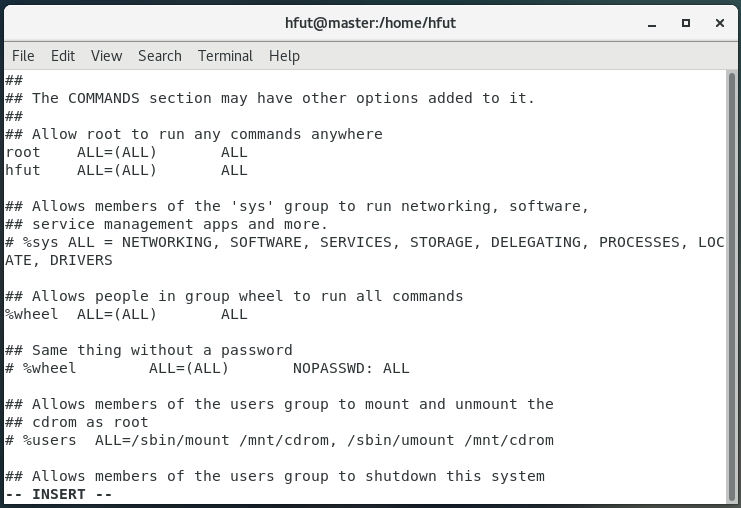 hfut@master:/home/hfut
File Edit View Search Terminal Help
##
## The COMMANDS section may have other options added to it.
##
## Allow root to run any commands anywhere
root    ALL=(ALL)       ALL
hfut    ALL=(ALL)       ALL

## Allows members of the 'sys' group to run networking, software,
## service management apps and more.
# %sys ALL = NETWORKING, SOFTWARE, SERVICES, STORAGE, DELEGATING, PROCESSES, LOC
ATE, DRIVERS

## Allows people in group wheel to run all commands
%wheel  ALL=(ALL)       ALL

## Same thing without a password
# %wheel        ALL=(ALL)       NOPASSWD: ALL

## Allows members of the users group to mount and unmount the
## cdrom as root
# %users  ALL=/sbin/mount /mnt/cdrom, /sbin/umount /mnt/cdrom

## Allows members of the users group to shutdown this system
-- INSERT --